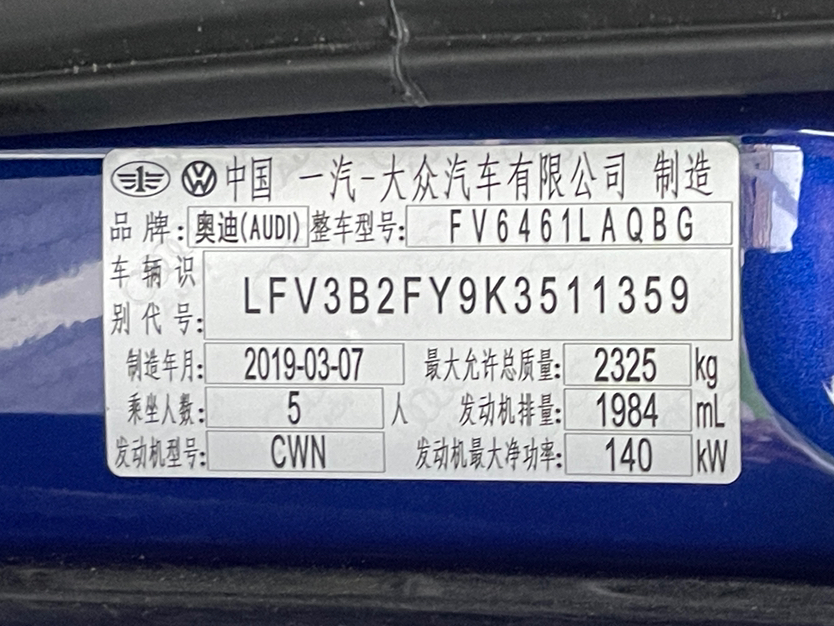 中国 一汽-大众汽车有限公司 制造
品牌: 奥迪(AUDI) 整车型号: FV6461LAQBG
车辆识别代号: LFV3B2FY9K3511359
制造年月: 2019-03-07 最大允许总质量: 2325 kg
乘坐人数: 5 人 发动机排量: 1984 mL
发动机型号: CWN 发动机最大净功率: 140 kW